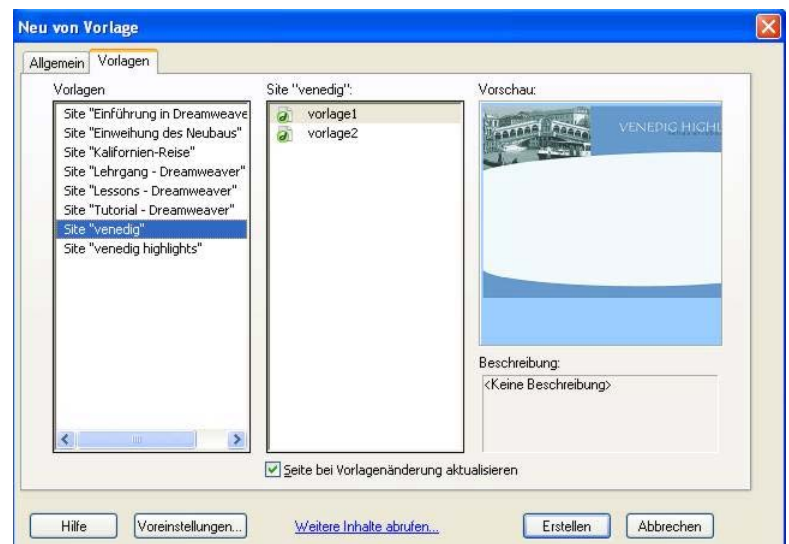 Neu von Vorlage
Allgemein
Vorlagen
Vorlagen
Site "Einführung in Dreamweave
Site "Einweihung des Neubaus"
Site "Kalifornien-Reise"
Site "Lehrgang - Dreamweaver"
Site "Lessons - Dreamweaver"
Site "Tutorial - Dreamweaver"
Site "venedig"
Site "venedig highlights"
Site "venedig":
vorlage1
vorlage2
Vorschau:
VENEDIG HIGHL
Beschreibung:
<Keine Beschreibung>
Seite bei Vorlagenänderung aktualisieren
Hilfe
Voreinstellungen...
Weitere Inhalte abrufen...
Erstellen
Abbrechen